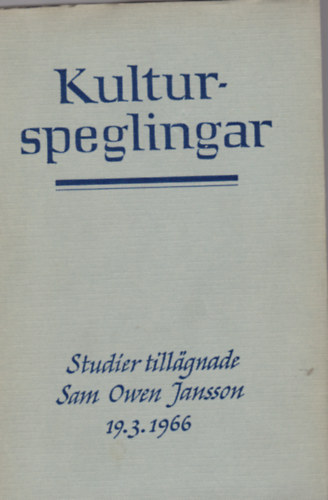 Kultur-
speglingar
Studier tillägnade
Sam Owen Jansson
19.3.1966